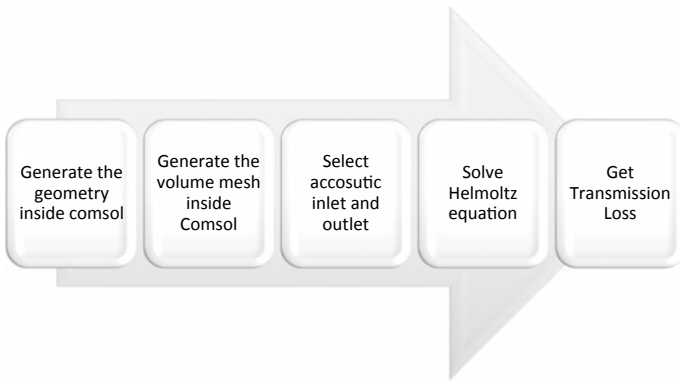 Generate the
geometry
inside comsol
Generate the
volume mesh
inside
Comsol
Select
accosutic
inlet and
outlet
Solve
Helmoltz
equation
Get
Transmission
Loss